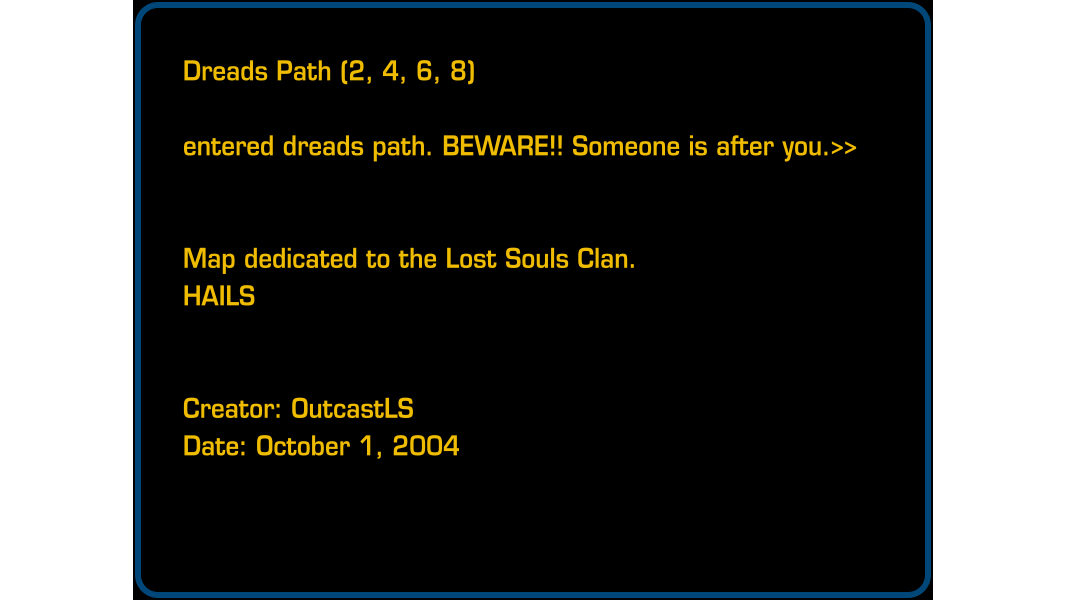 Dreads Path (2, 4, 6, 8)
entered dreads path. BEWARE!! Someone is after you.>>
Map dedicated to the Lost Souls Clan.
HAILS
Creator: OutcastLS
Date: October 1, 2004